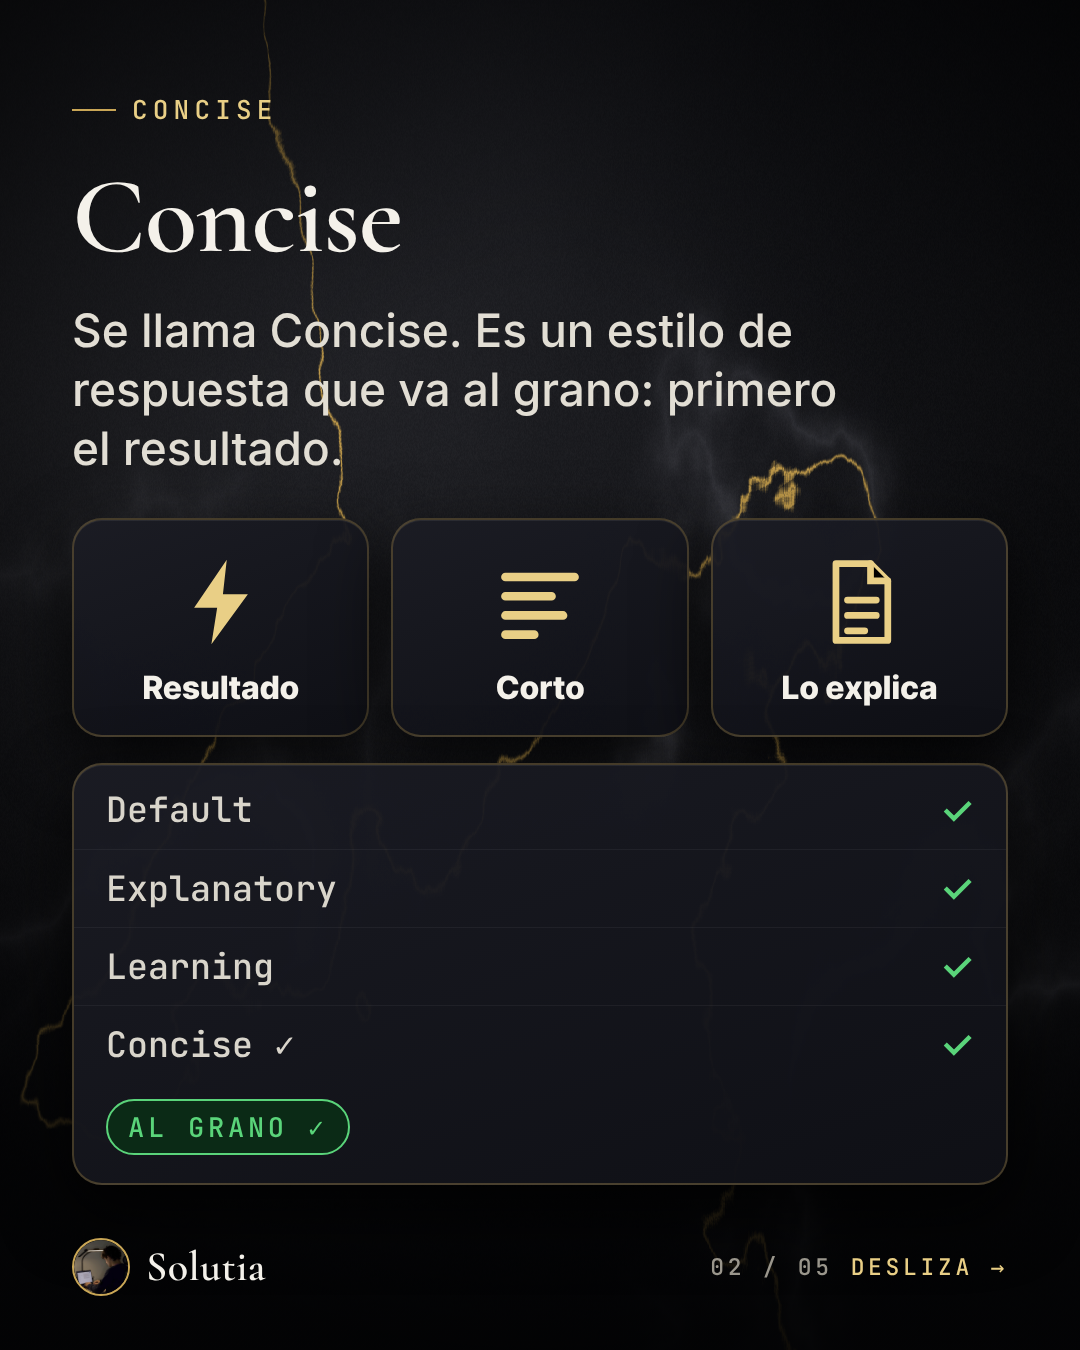 CONCISE
Concise
Se llama Concise. Es un estilo de
respuesta que va al grano: primero
el resultado.
Resultado
Corto
Lo explica
Default ✓
Explanatory ✓
Learning ✓
Concise ✓ ✓
AL GRANO ✓
Solutia
02 / 05 DESLIZA →